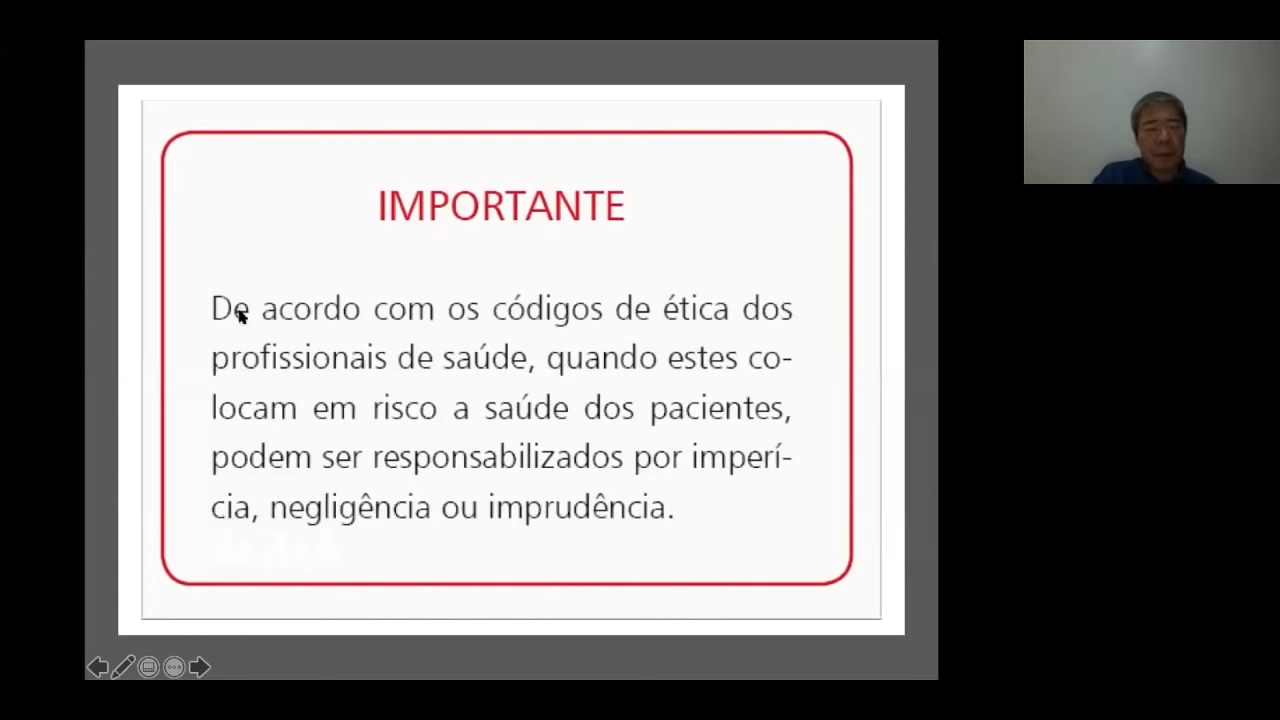 IMPORTANTE
De acordo com os códigos de ética dos
profissionais de saúde, quando estes co-
locam em risco a saúde dos pacientes,
podem ser responsabilizados por imperí-
cia, negligência ou imprudência.